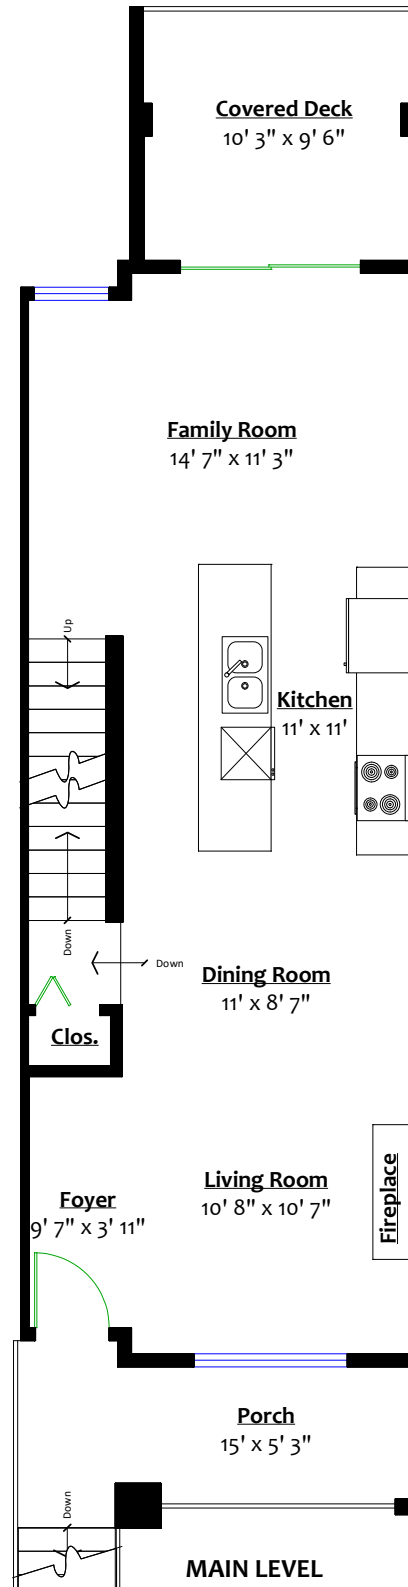 Covered Deck
10' 3" x 9' 6"
Family Room
14' 7" x 11' 3"
Up
Kitchen
11' x 11'
Down
Down
Dining Room
11' x 8' 7"
Clos.
Fireplace
Living Room
10' 8" x 10' 7"
Foyer
9' 7" x 3' 11"
Porch
15' x 5' 3"
Down
MAIN LEVEL